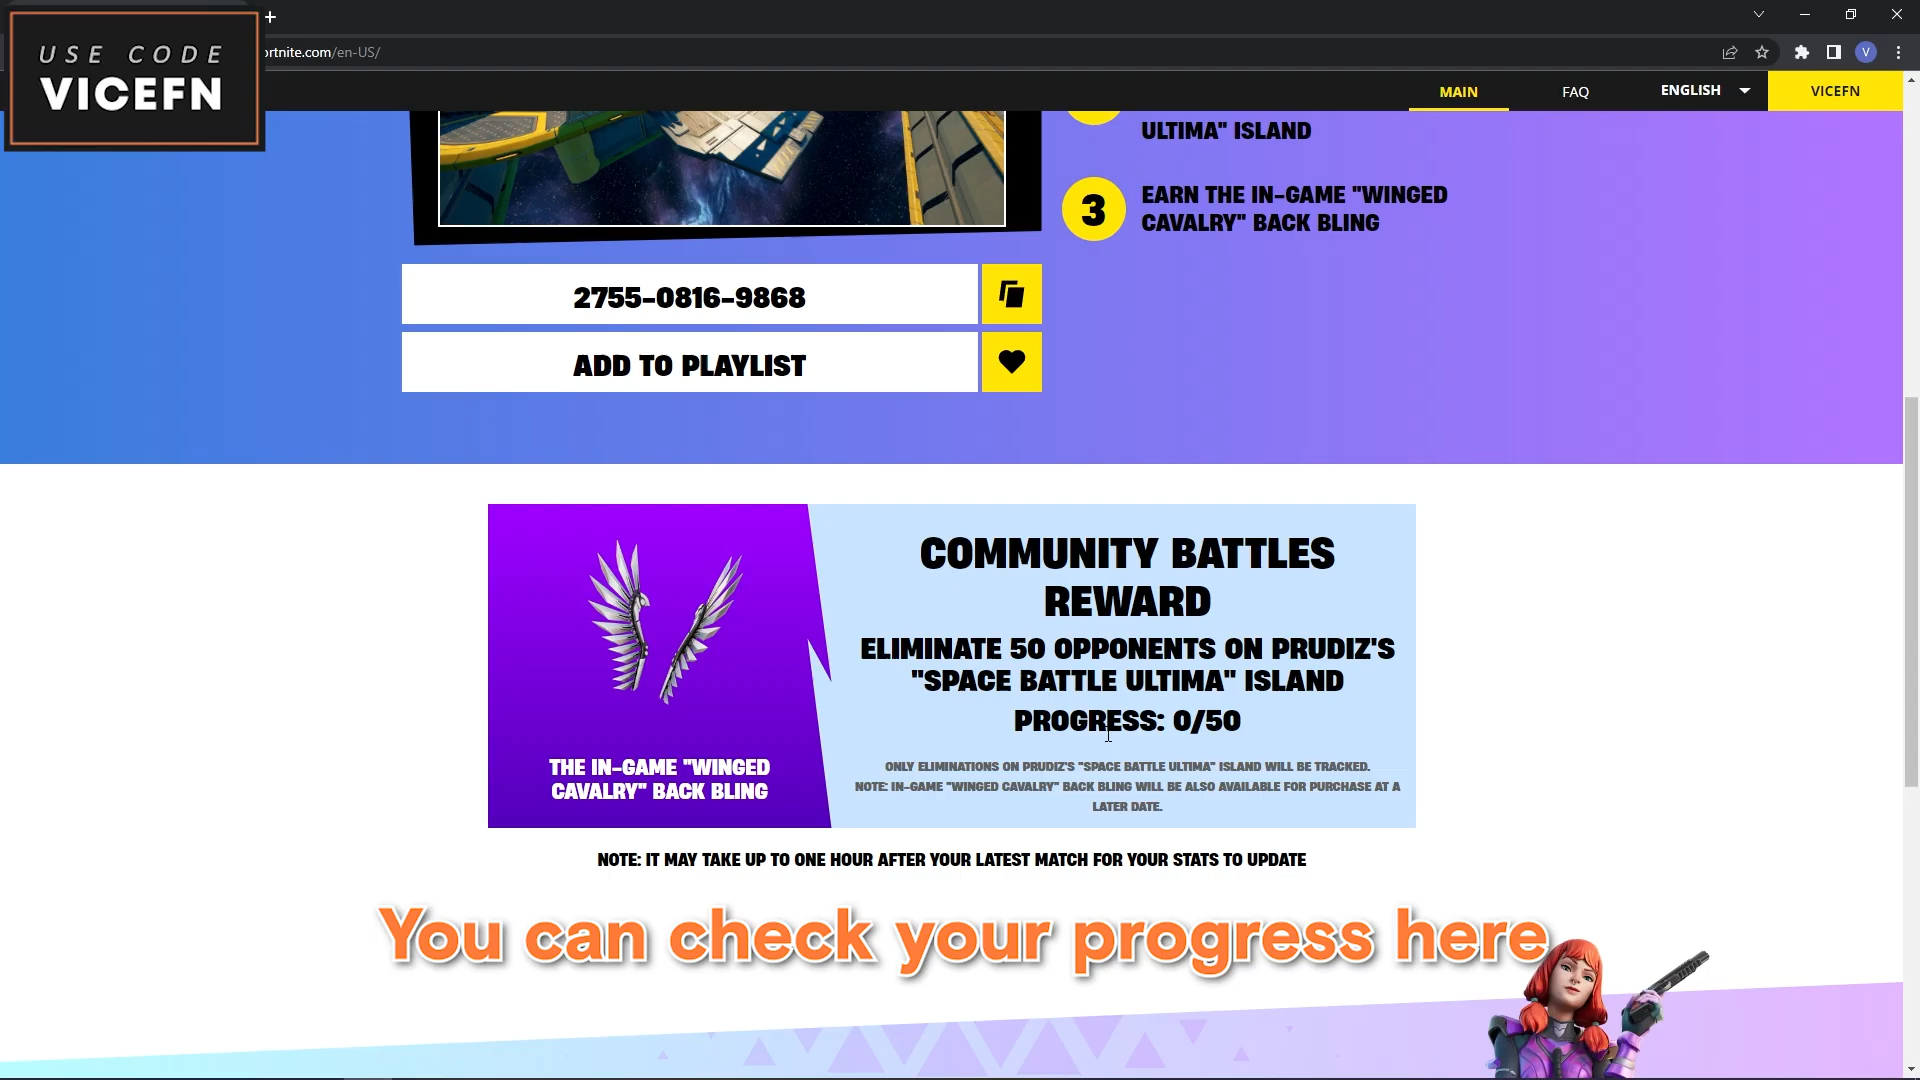 USE CODE
VICEFN
ortnite.com/en-US/
V
MAIN
FAQ
ENGLISH
VICEFN
ULTIMA" ISLAND
3
EARN THE IN-GAME "WINGED
CAVALRY" BACK BLING
2755-0816-9868
ADD TO PLAYLIST
COMMUNITY BATTLES
REWARD
ELIMINATE 50 OPPONENTS ON PRUDIZ'S
"SPACE BATTLE ULTIMA" ISLAND
PROGRESS: 0/50
THE IN-GAME "WINGED
CAVALRY" BACK BLING
ONLY ELIMINATIONS ON PRUDIZ'S "SPACE BATTLE ULTIMA" ISLAND WILL BE TRACKED.
NOTE: IN-GAME "WINGED CAVALRY" BACK BLING WILL BE ALSO AVAILABLE FOR PURCHASE AT A
LATER DATE.
NOTE: IT MAY TAKE UP TO ONE HOUR AFTER YOUR LATEST MATCH FOR YOUR STATS TO UPDATE
You can check your progress here